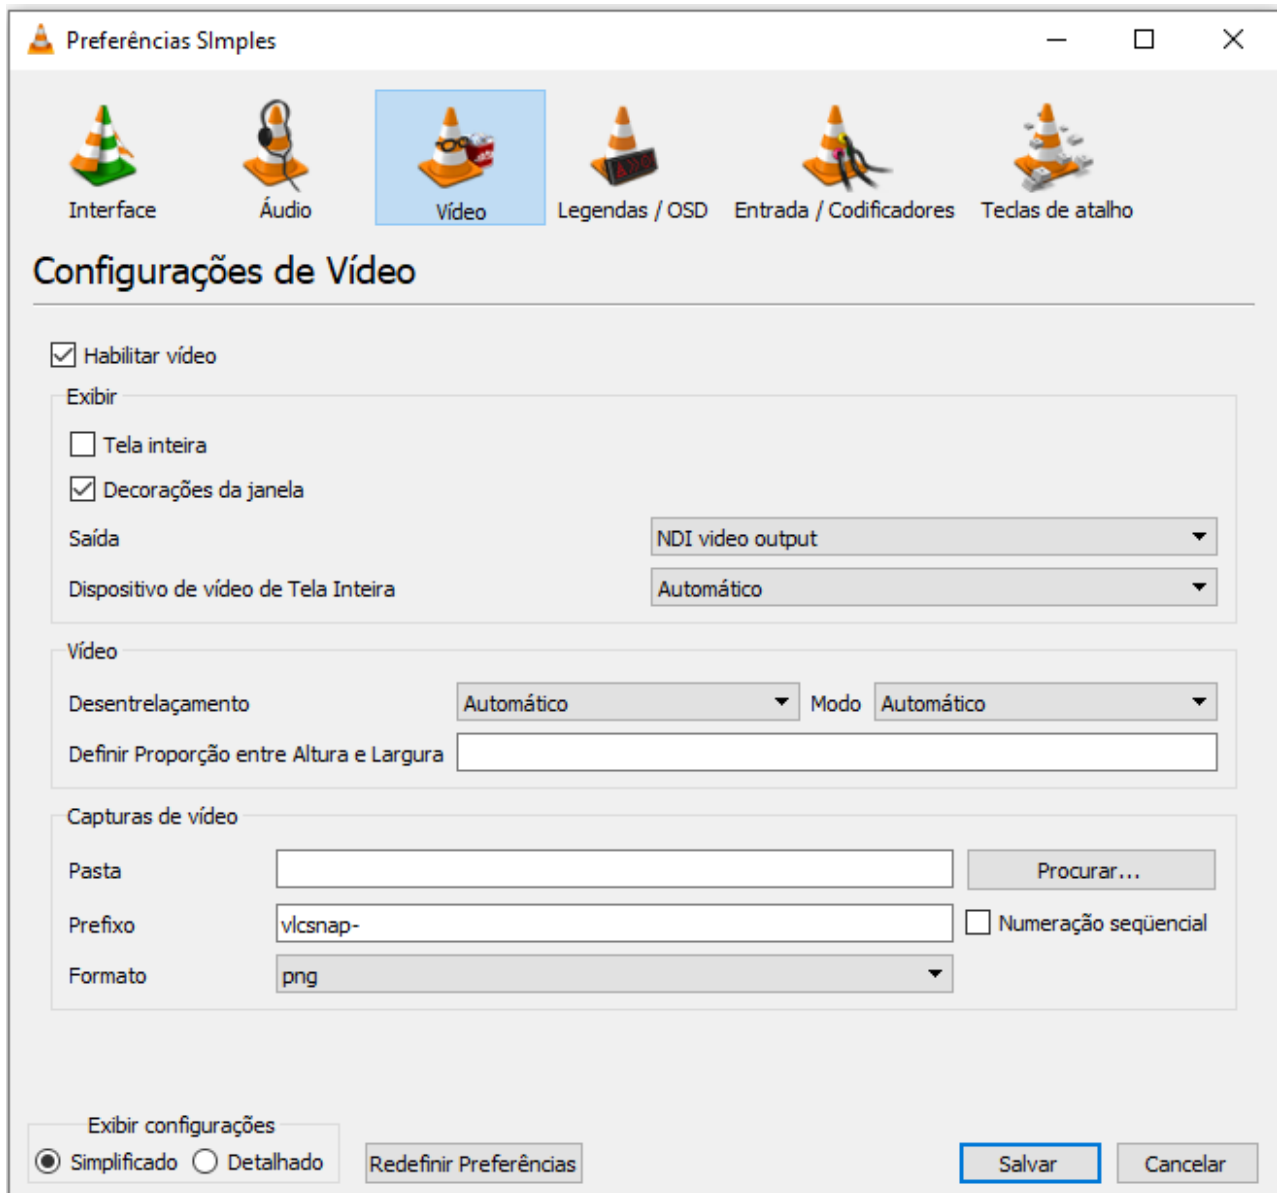 Preferências SImples
Interface
Áudio
Vídeo
Legendas / OSD
Entrada / Codificadores
Teclas de atalho
Configurações de Vídeo
Habilitar vídeo
Exibir
Tela inteira
Decorações da janela
Saída NDI video output
Dispositivo de vídeo de Tela Inteira Automático
Vídeo
Desentrelaçamento Automático Modo Automático
Definir Proporção entre Altura e Largura
Capturas de vídeo
Pasta Procurar...
Prefixo vlcsnap- Numeração seqüencial
Formato png
Exibir configurações
Simplificado Detalhado Redefinir Preferências Salvar Cancelar